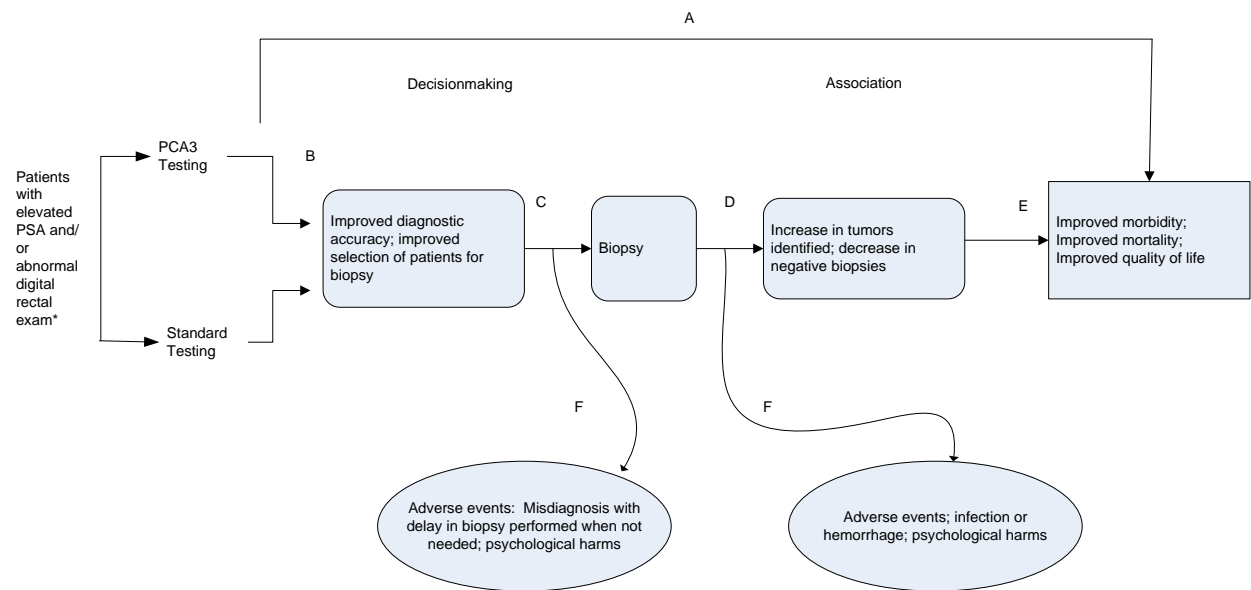 A
Decisionmaking
Association
PCA3
Testing
B
Patients
with
elevated
PSA and/
or
abnormal
digital
rectal
exam*
Standard
Testing
Improved diagnostic
accuracy; improved
selection of patients for
biopsy
C
Biopsy
D
Increase in tumors
identified; decrease in
negative biopsies
E
Improved morbidity;
Improved mortality;
Improved quality of life
F
F
Adverse events:  Misdiagnosis with
delay in biopsy performed when not
needed; psychological harms
Adverse events; infection or
hemorrhage; psychological harms